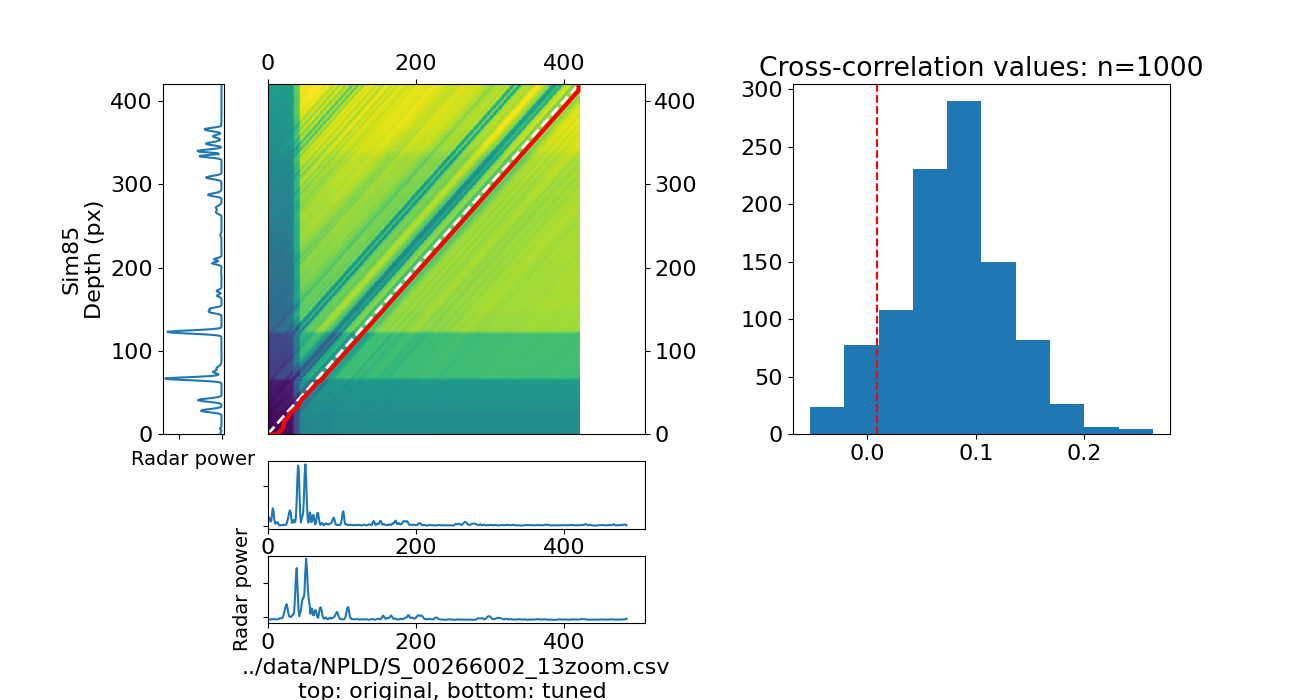 Cross-correlation values: n=1000
0 200 400
400
300
200
100
0
Sim85
Depth (px)
Radar power
400
300
200
100
0
300
250
200
150
100
50
0
0.0 0.1 0.2
0 200 400
Radar power
0 200 400
../data/NPLD/S_00266002_13zoom.csv
top: original, bottom: tuned